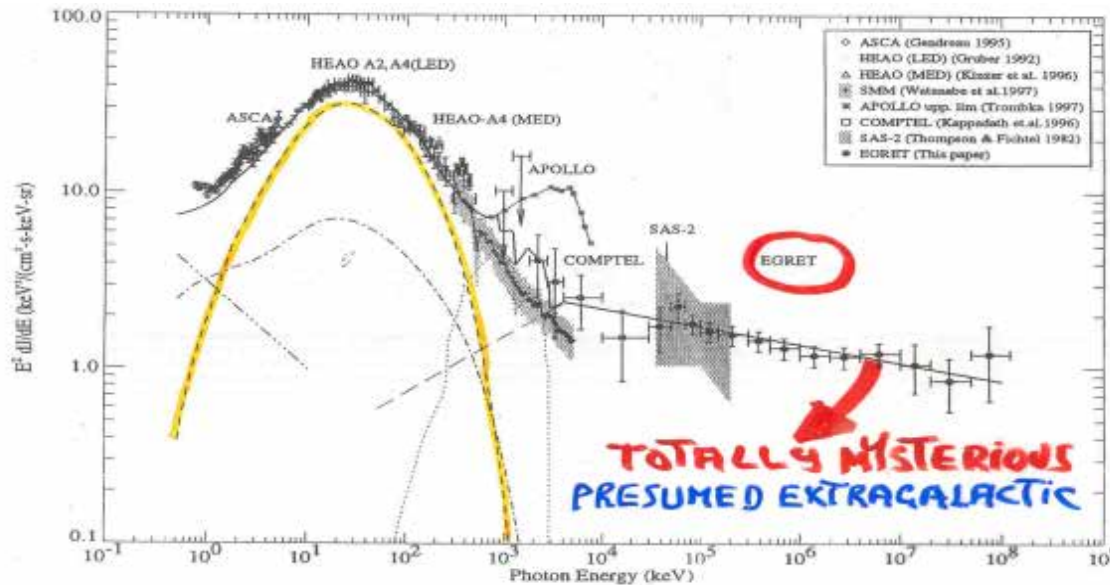 100.0
10.0
1.0
0.1
E² dJ/dE (keV²/(cm²-s-keV-sr)
HEAO A2,A4(LED)
ASCA
HEAO-A4 (MED)
APOLLO
COMPTEL
SAS-2
EGRET
ASCA (Gendreau 1995)
HEAO (LED) (Gruber 1992)
HEAO (MED) (Kinzer et al. 1996)
SMM (Watanabe et al.1997)
APOLLO upp. lim (Trombka 1997)
COMPTEL (Kappadath et.al.1996)
SAS-2 (Thompson & Fichtel 1982)
EGRET (This paper)
TOTALLY MYSTERIOUS
PRESUMED EXTRAGALACTIC
10⁻¹ 10⁰ 10¹ 10² 10³ 10⁴ 10⁵ 10⁶ 10⁷ 10⁸
Photon Energy (keV)